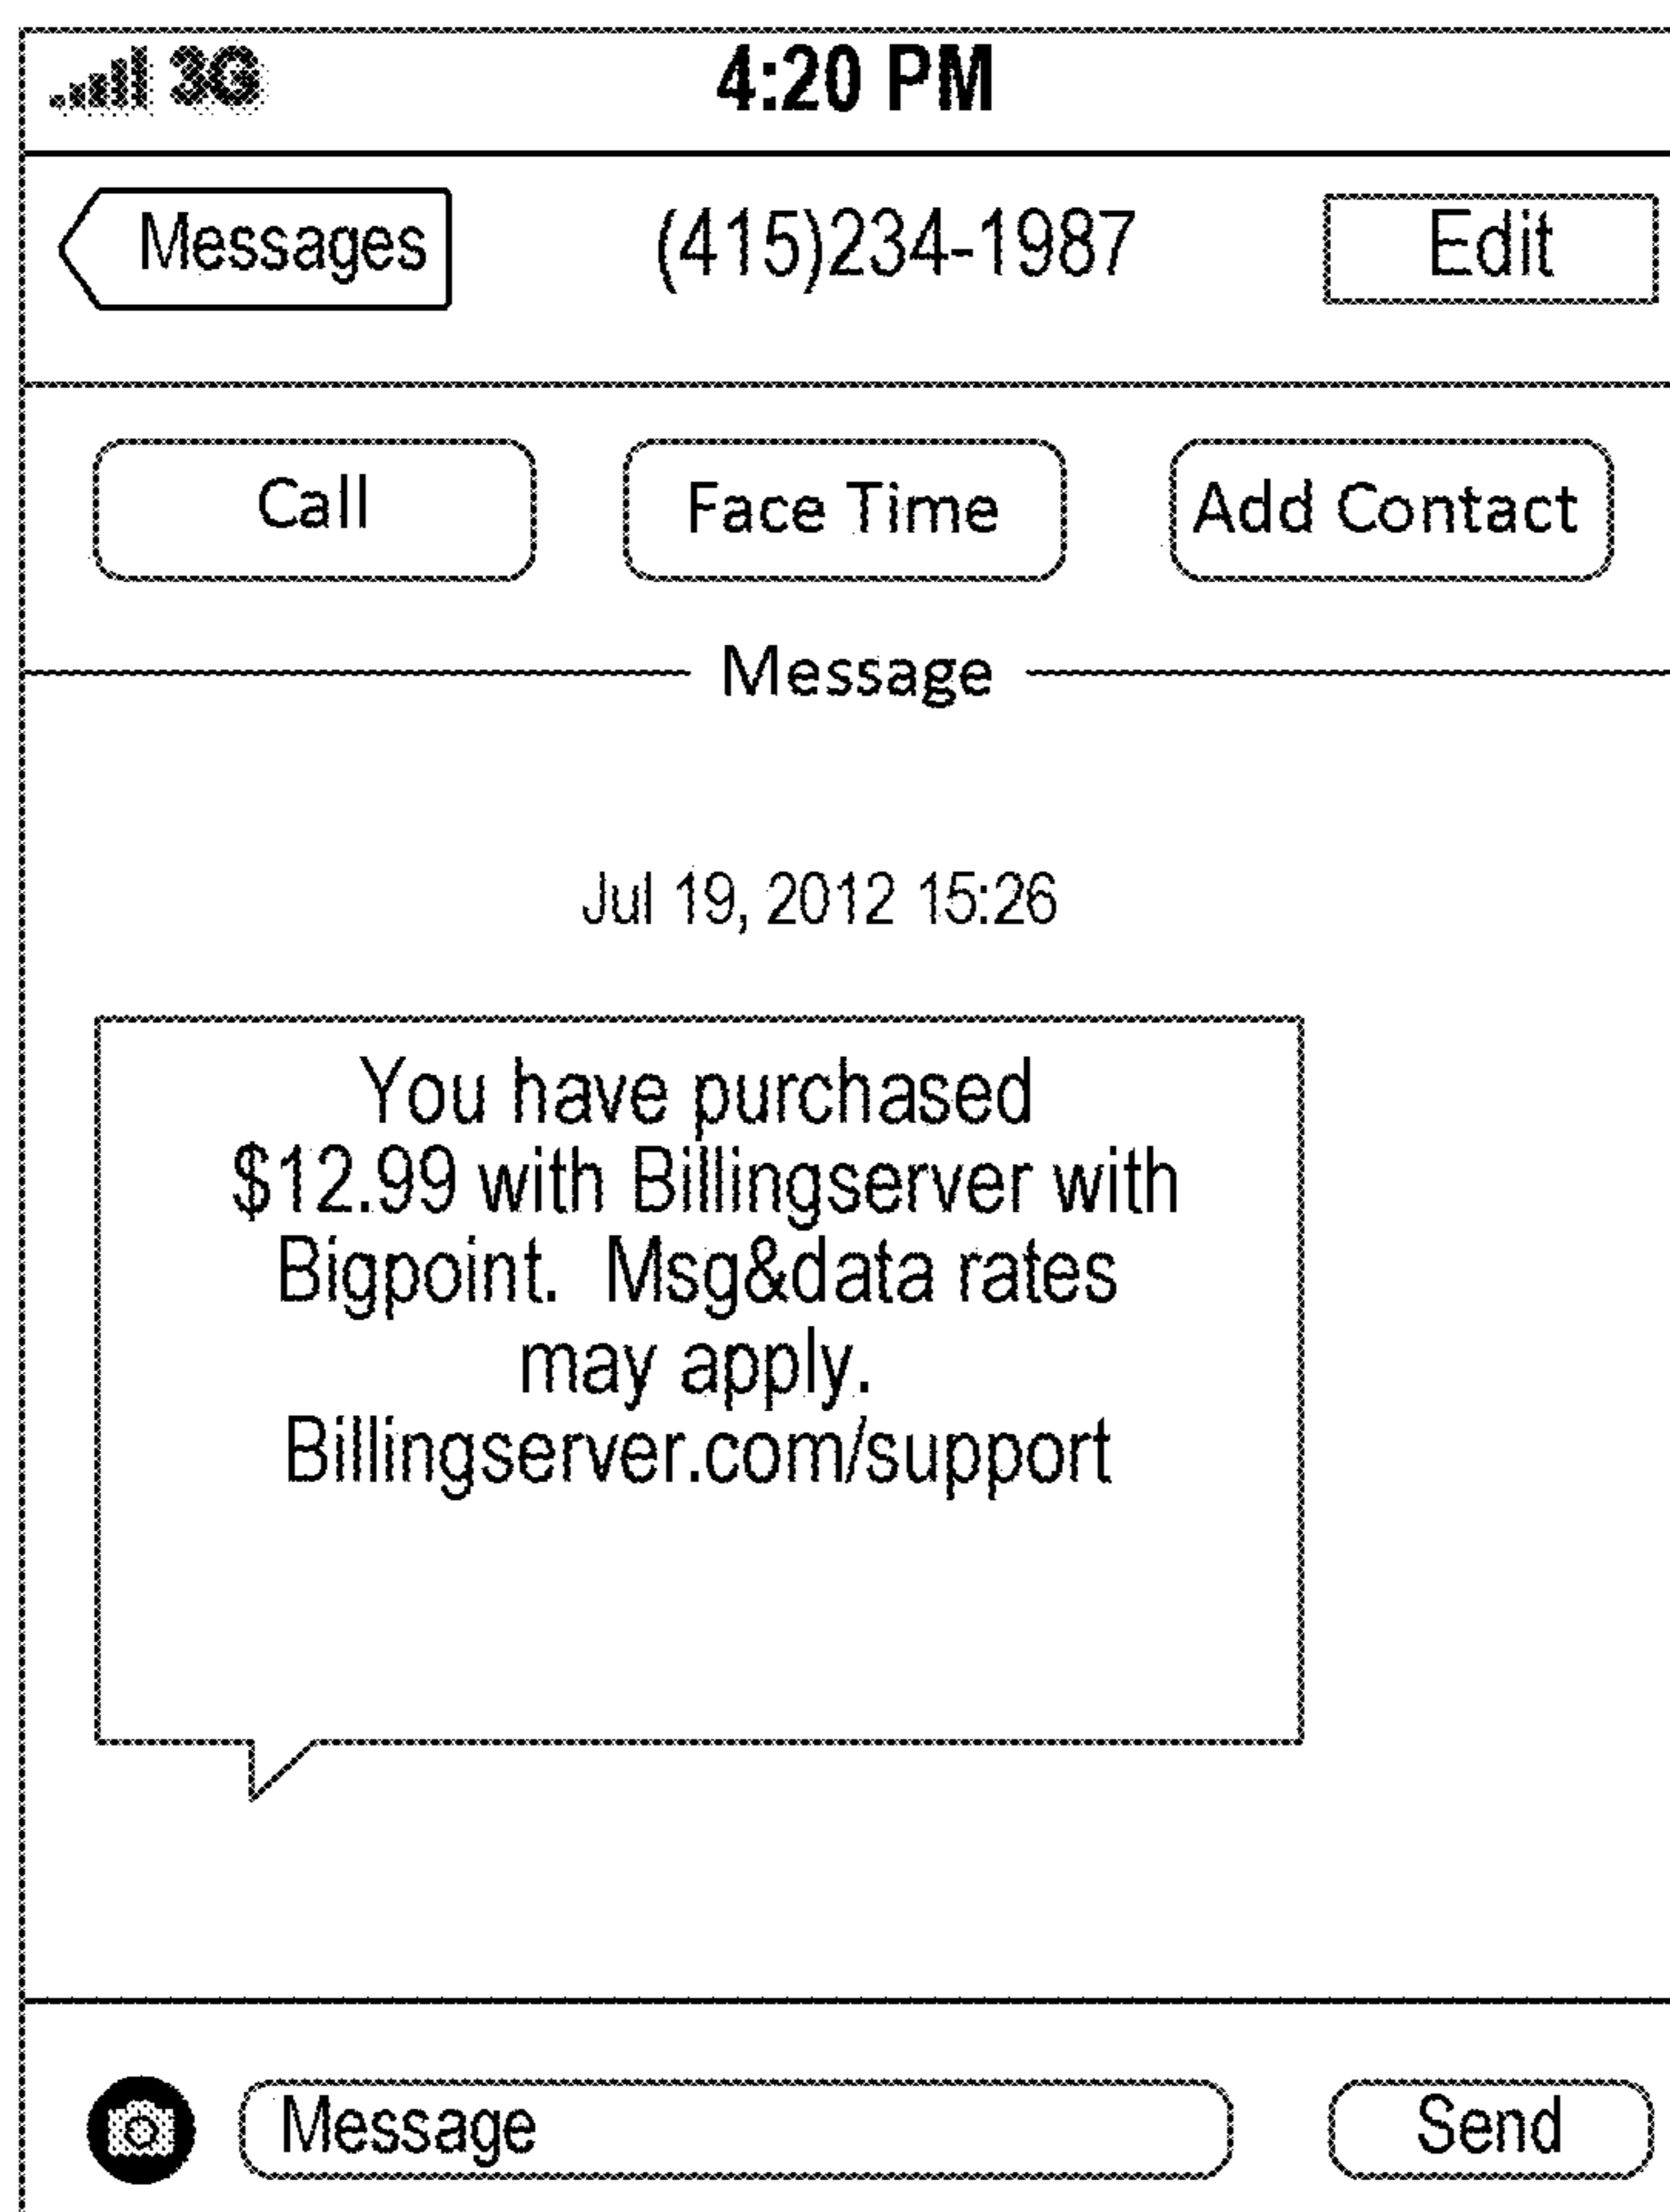 3G 4:20 PM
Messages (415)234-1987 Edit
Call Face Time Add Contact
Message
Jul 19, 2012 15:26
You have purchased
$12.99 with Billingserver with
Bigpoint.  Msg&data rates
may apply.
Billingserver.com/support
Message Send